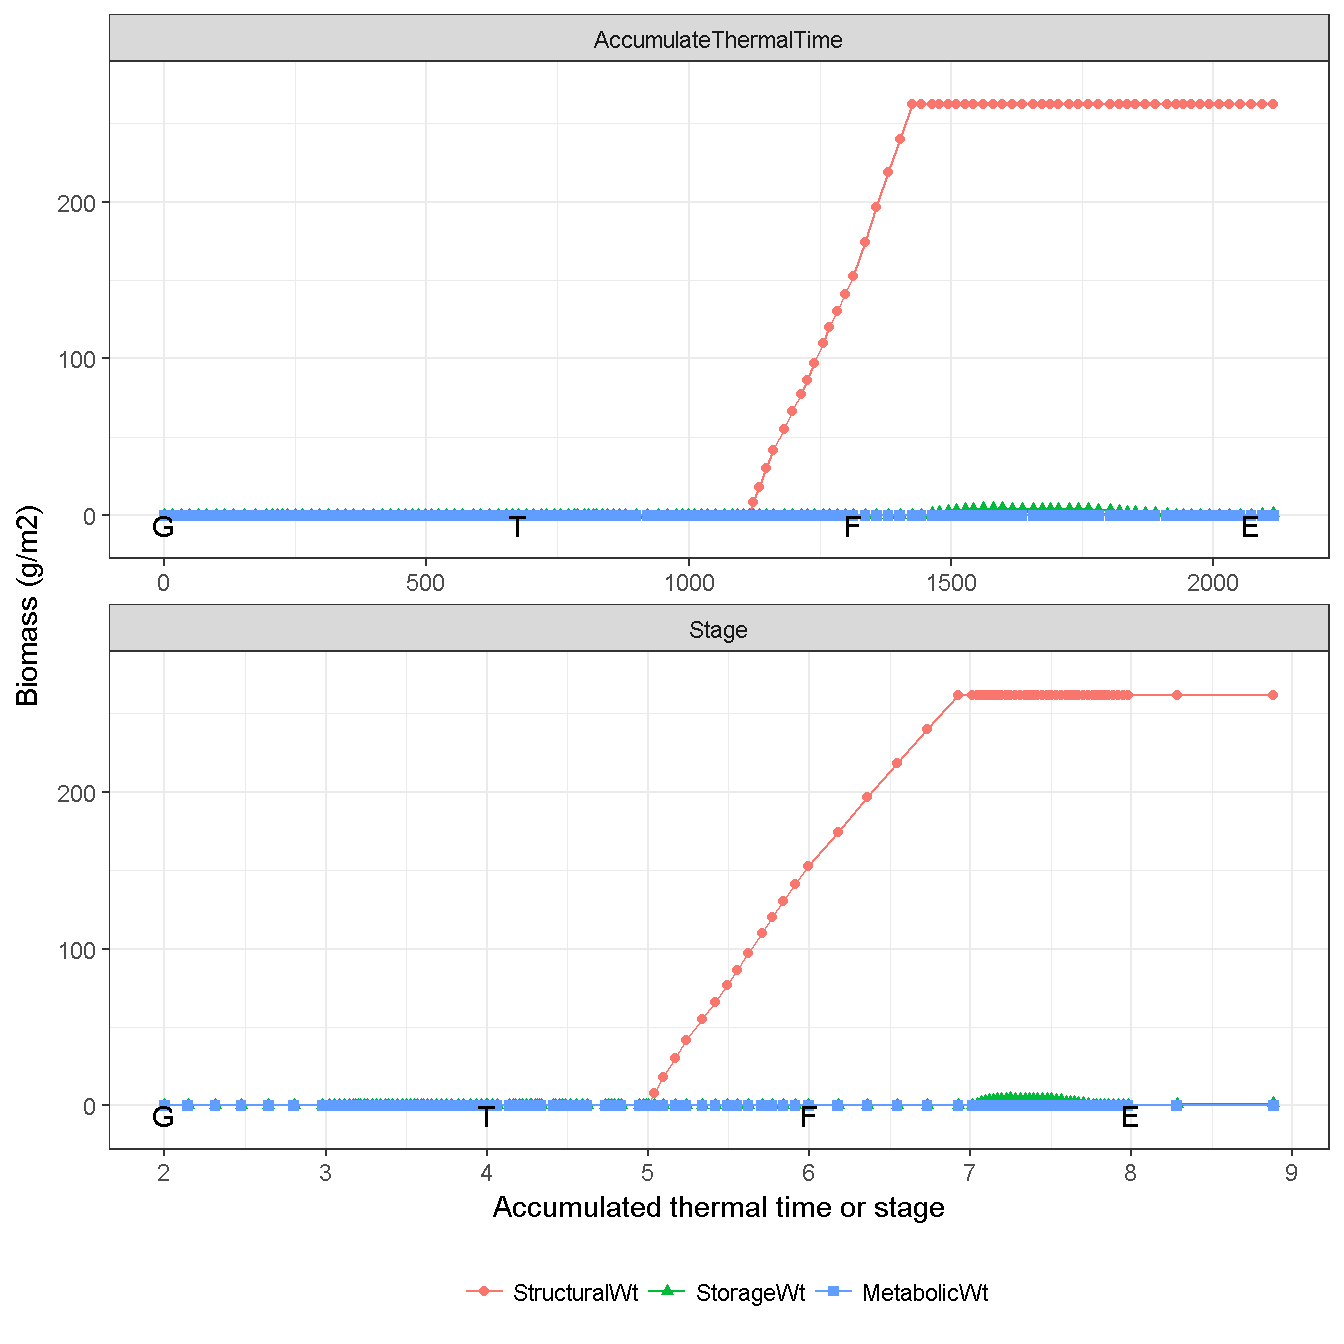 AccumulateThermalTime
200
100
0
G T F E
0 500 1000 1500 2000
Biomass (g/m2)
Stage
200
100
0
G T F E
2 3 4 5 6 7 8 9
Accumulated thermal time or stage
StructuralWt StorageWt MetabolicWt